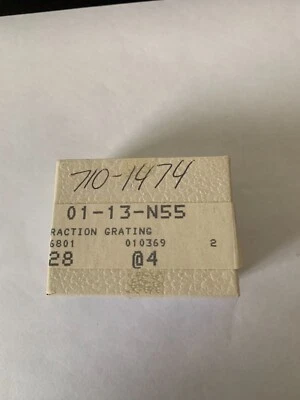 710-1474
01-13-N55
RACTION GRATING
6801 010369 2
28 @4